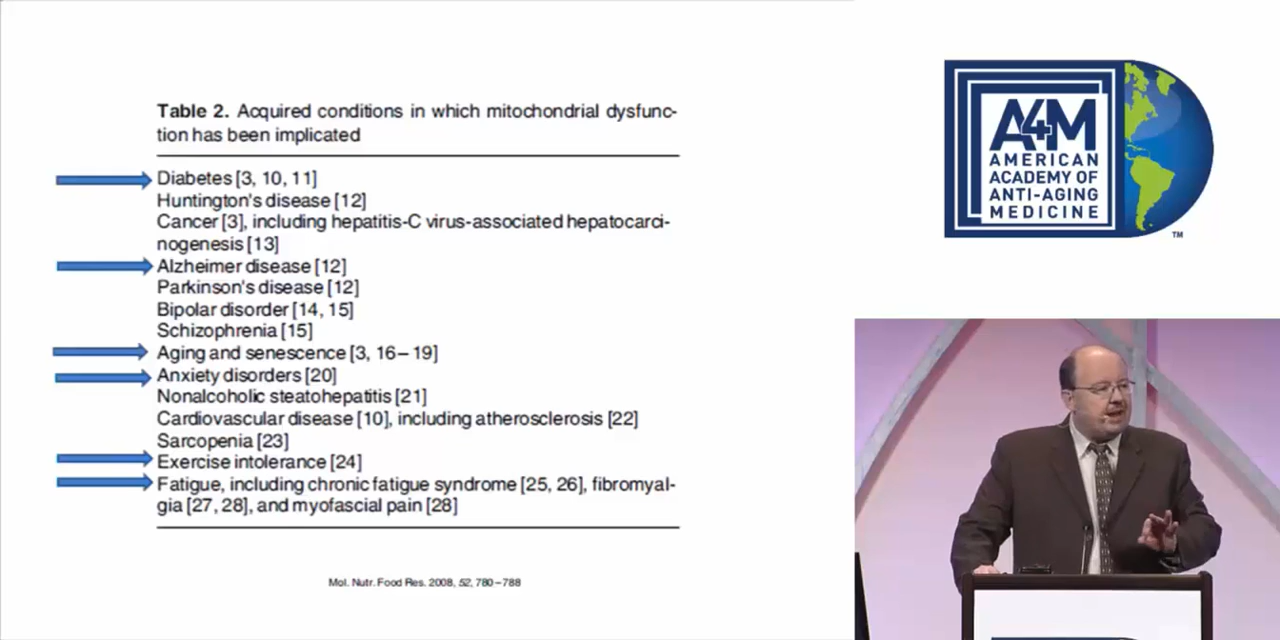 Table 2. Acquired conditions in which mitochondrial dysfunc-
tion has been implicated
Diabetes [3, 10, 11]
Huntington's disease [12]
Cancer [3], including hepatitis-C virus-associated hepatocarci-
nogenesis [13]
Alzheimer disease [12]
Parkinson's disease [12]
Bipolar disorder [14, 15]
Schizophrenia [15]
Aging and senescence [3, 16–19]
Anxiety disorders [20]
Nonalcoholic steatohepatitis [21]
Cardiovascular disease [10], including atherosclerosis [22]
Sarcopenia [23]
Exercise intolerance [24]
Fatigue, including chronic fatigue syndrome [25, 26], fibromyal-
gia [27, 28], and myofascial pain [28]
Mol. Nutr. Food Res. 2008, 52, 780–788
A4M
AMERICAN
ACADEMY OF
ANTI-AGING
MEDICINE
TM